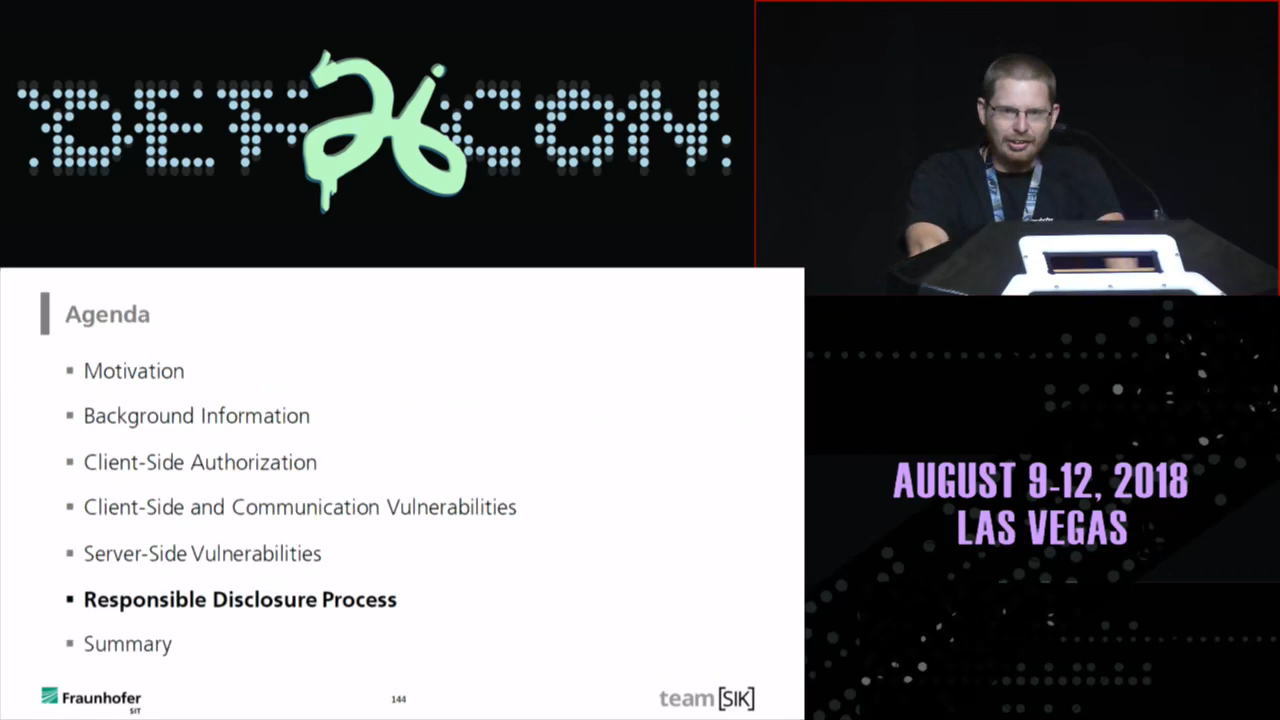 DEF CON 26
Agenda
Motivation
Background Information
Client-Side Authorization
Client-Side and Communication Vulnerabilities
Server-Side Vulnerabilities
Responsible Disclosure Process
Summary
Fraunhofer
SIT
144
team[SIK]
AUGUST 9-12, 2018
LAS VEGAS